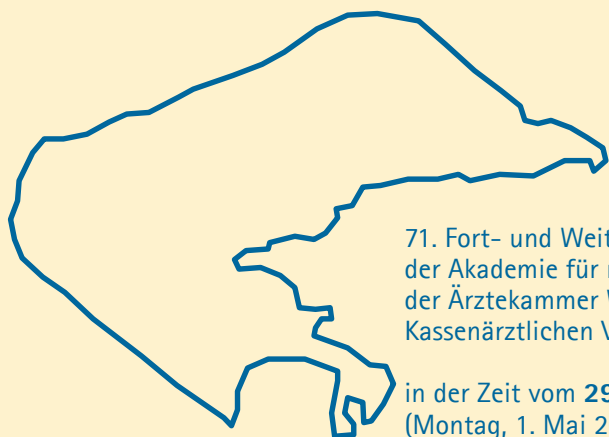 71. Fort- und Weit
der Akademie für
der Ärztekammer
Kassenärztlichen
in der Zeit vom 29
(Montag, 1. Mai 2